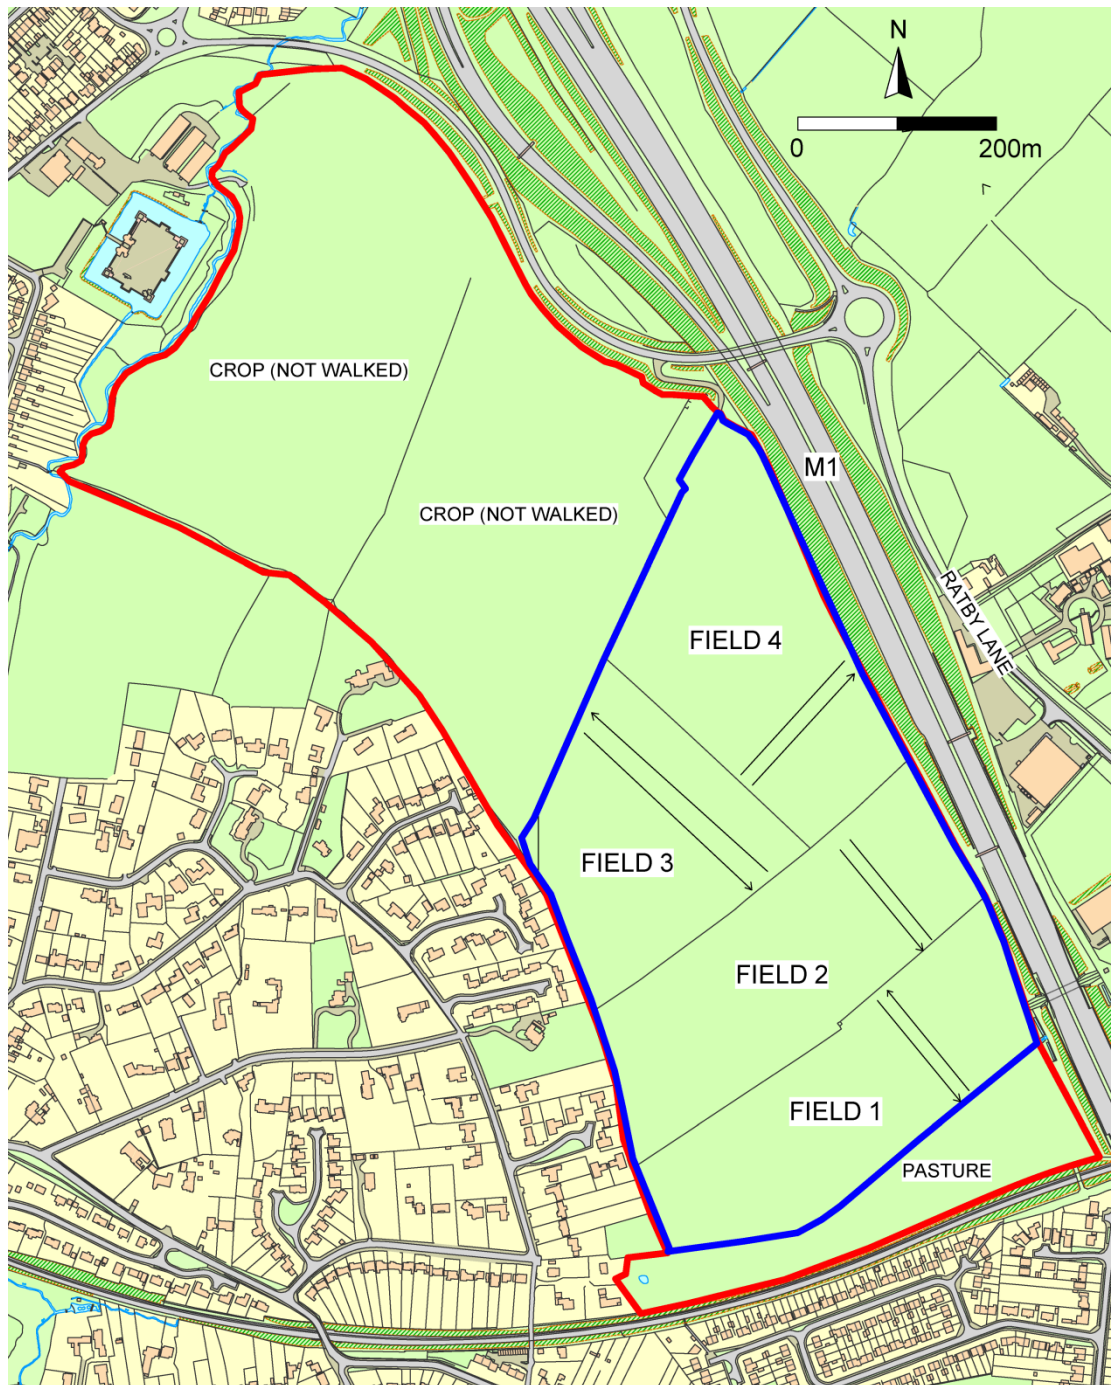 N
0 200m
CROP (NOT WALKED)
M1
CROP (NOT WALKED)
RATBY LANE
FIELD 4
FIELD 3
FIELD 2
FIELD 1
PASTURE